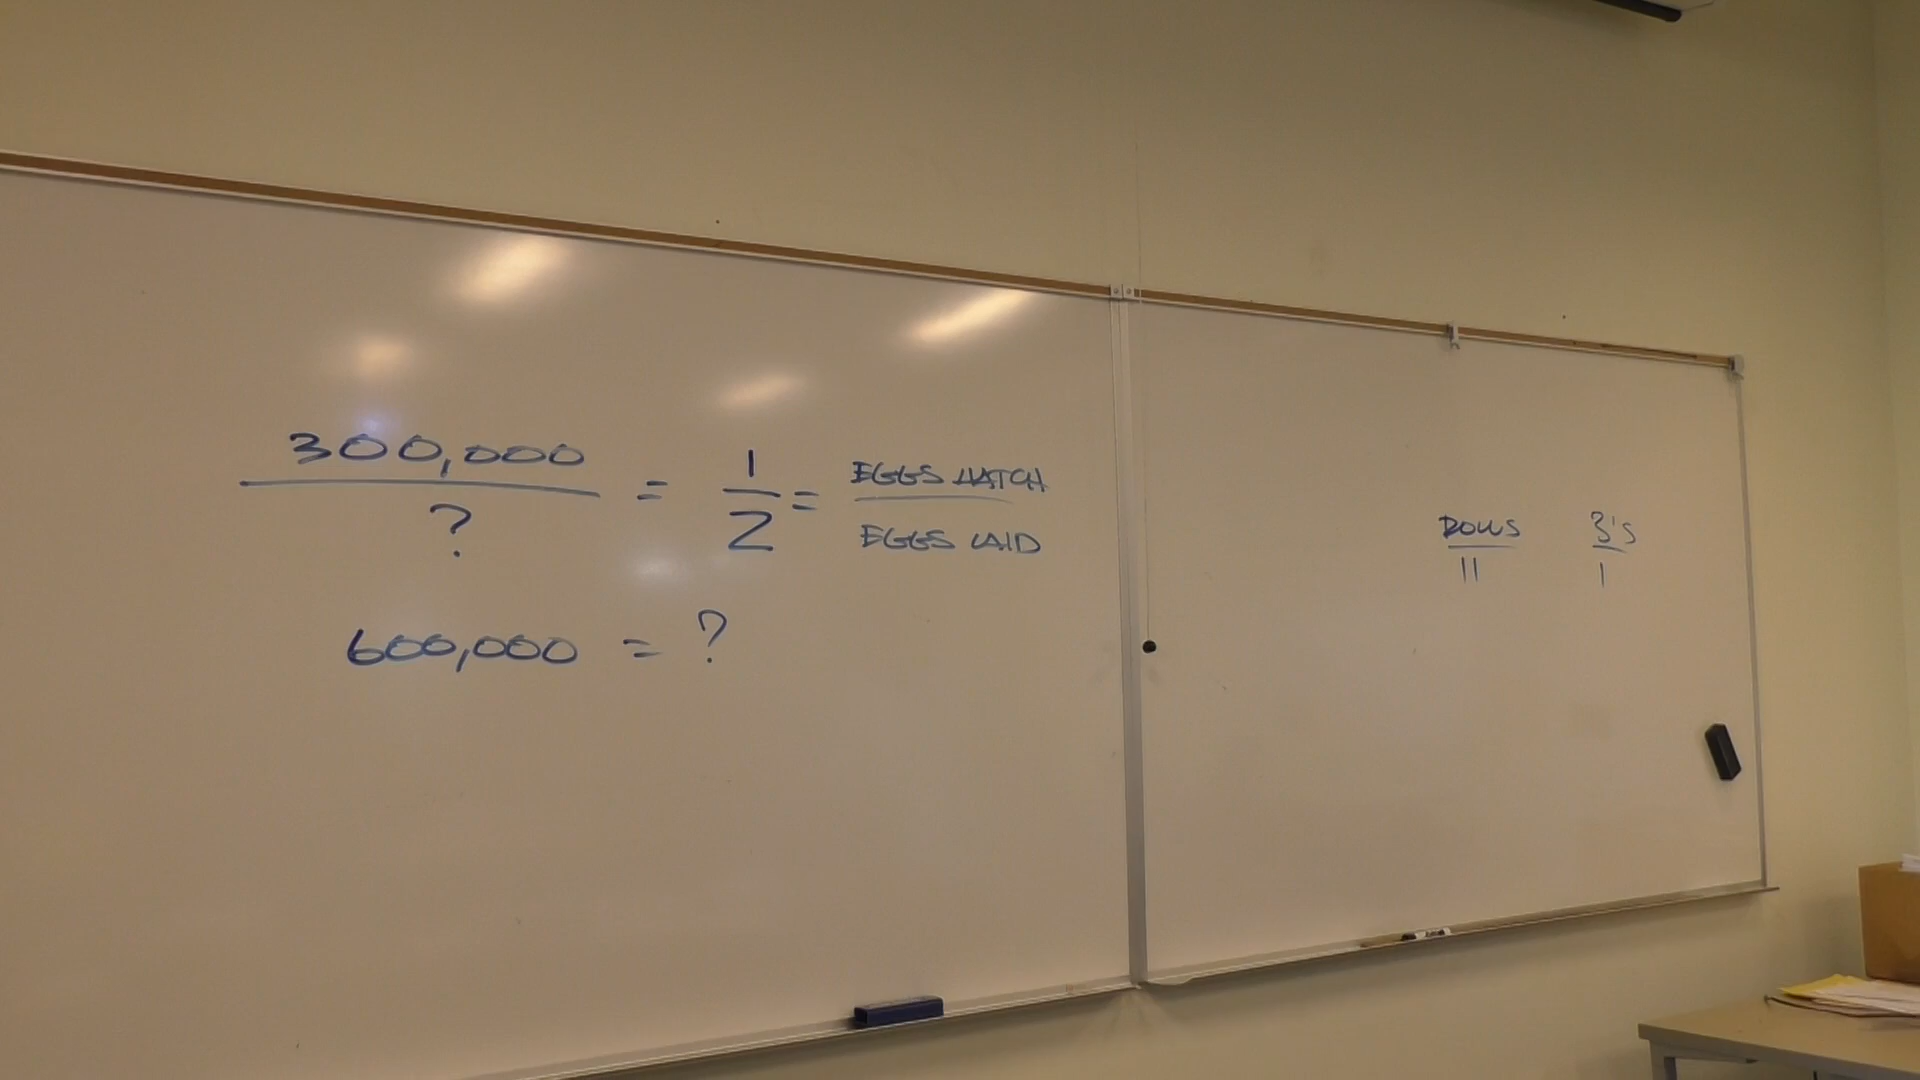 300,000 = 1 = EGGS HATCH
? 2 EGGS LAID
600,000 = ?
ROLLS 3's
11 1